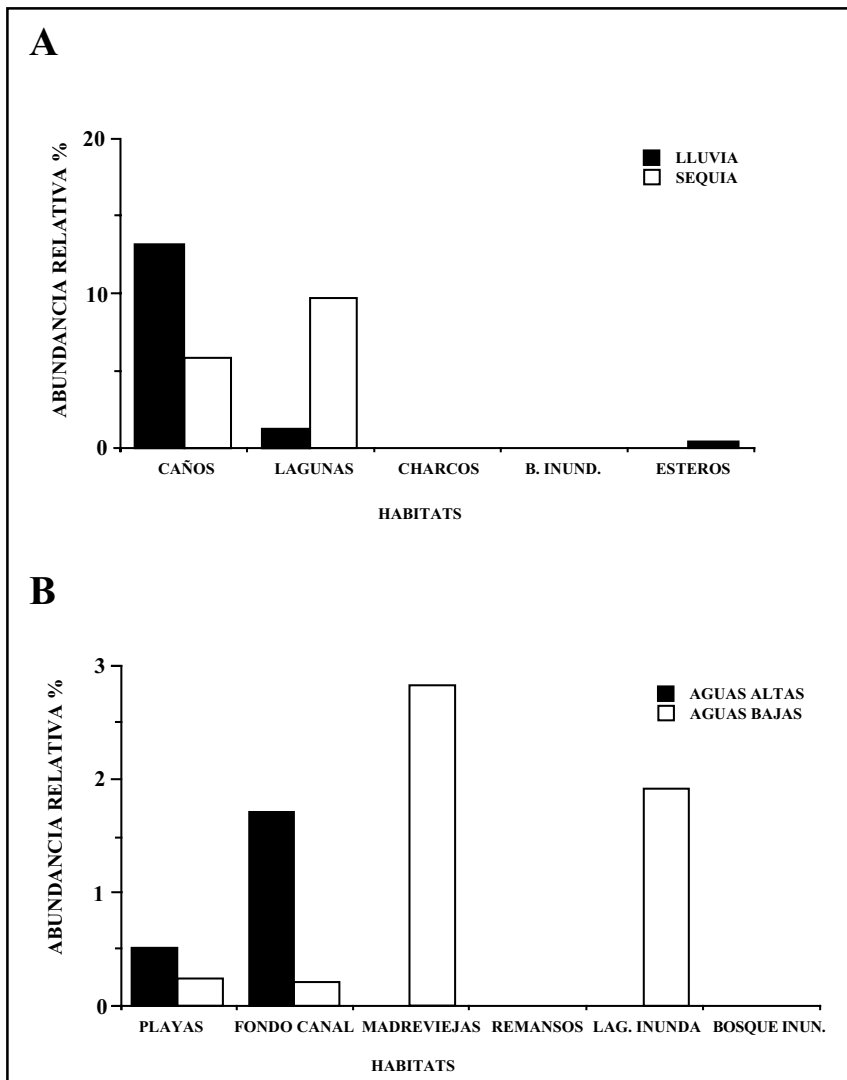 A
ABUNDANCIA RELATIVA %
20
10
0
LLUVIA
SEQUIA
CAÑOS LAGUNAS CHARCOS B. INUND. ESTEROS
HABITATS
B
ABUNDANCIA RELATIVA %
3
2
1
0
AGUAS ALTAS
AGUAS BAJAS
PLAYAS FONDO CANAL MADREVIEJAS REMANSOS LAG. INUNDA BOSQUE INUN.
HABITATS